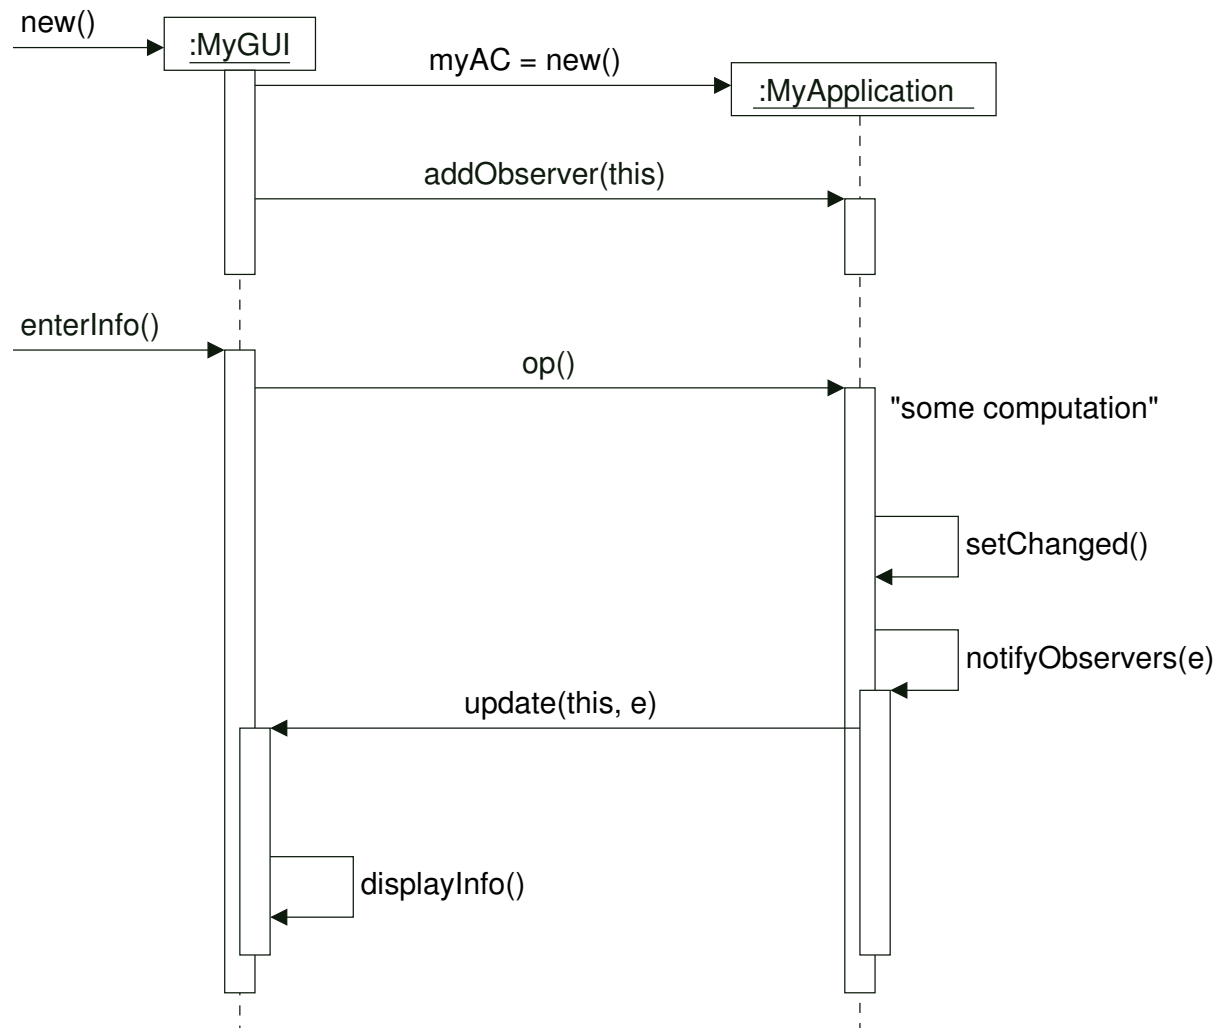 new()
:MyGUI
myAC = new()
:MyApplication
addObserver(this)
enterInfo()
op()
"some computation"
setChanged()
notifyObservers(e)
update(this, e)
displayInfo()